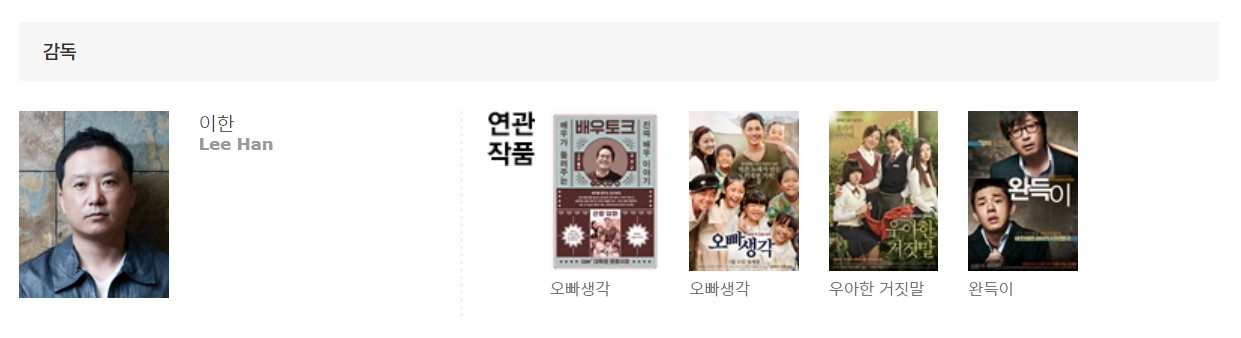 감독
이한
Lee Han
연관
작품
배우토크
배우가 들려주는
진짜 배우 이야기
오빠생각
우아한
거짓말
완득이
오빠생각
오빠생각
우아한 거짓말
완득이